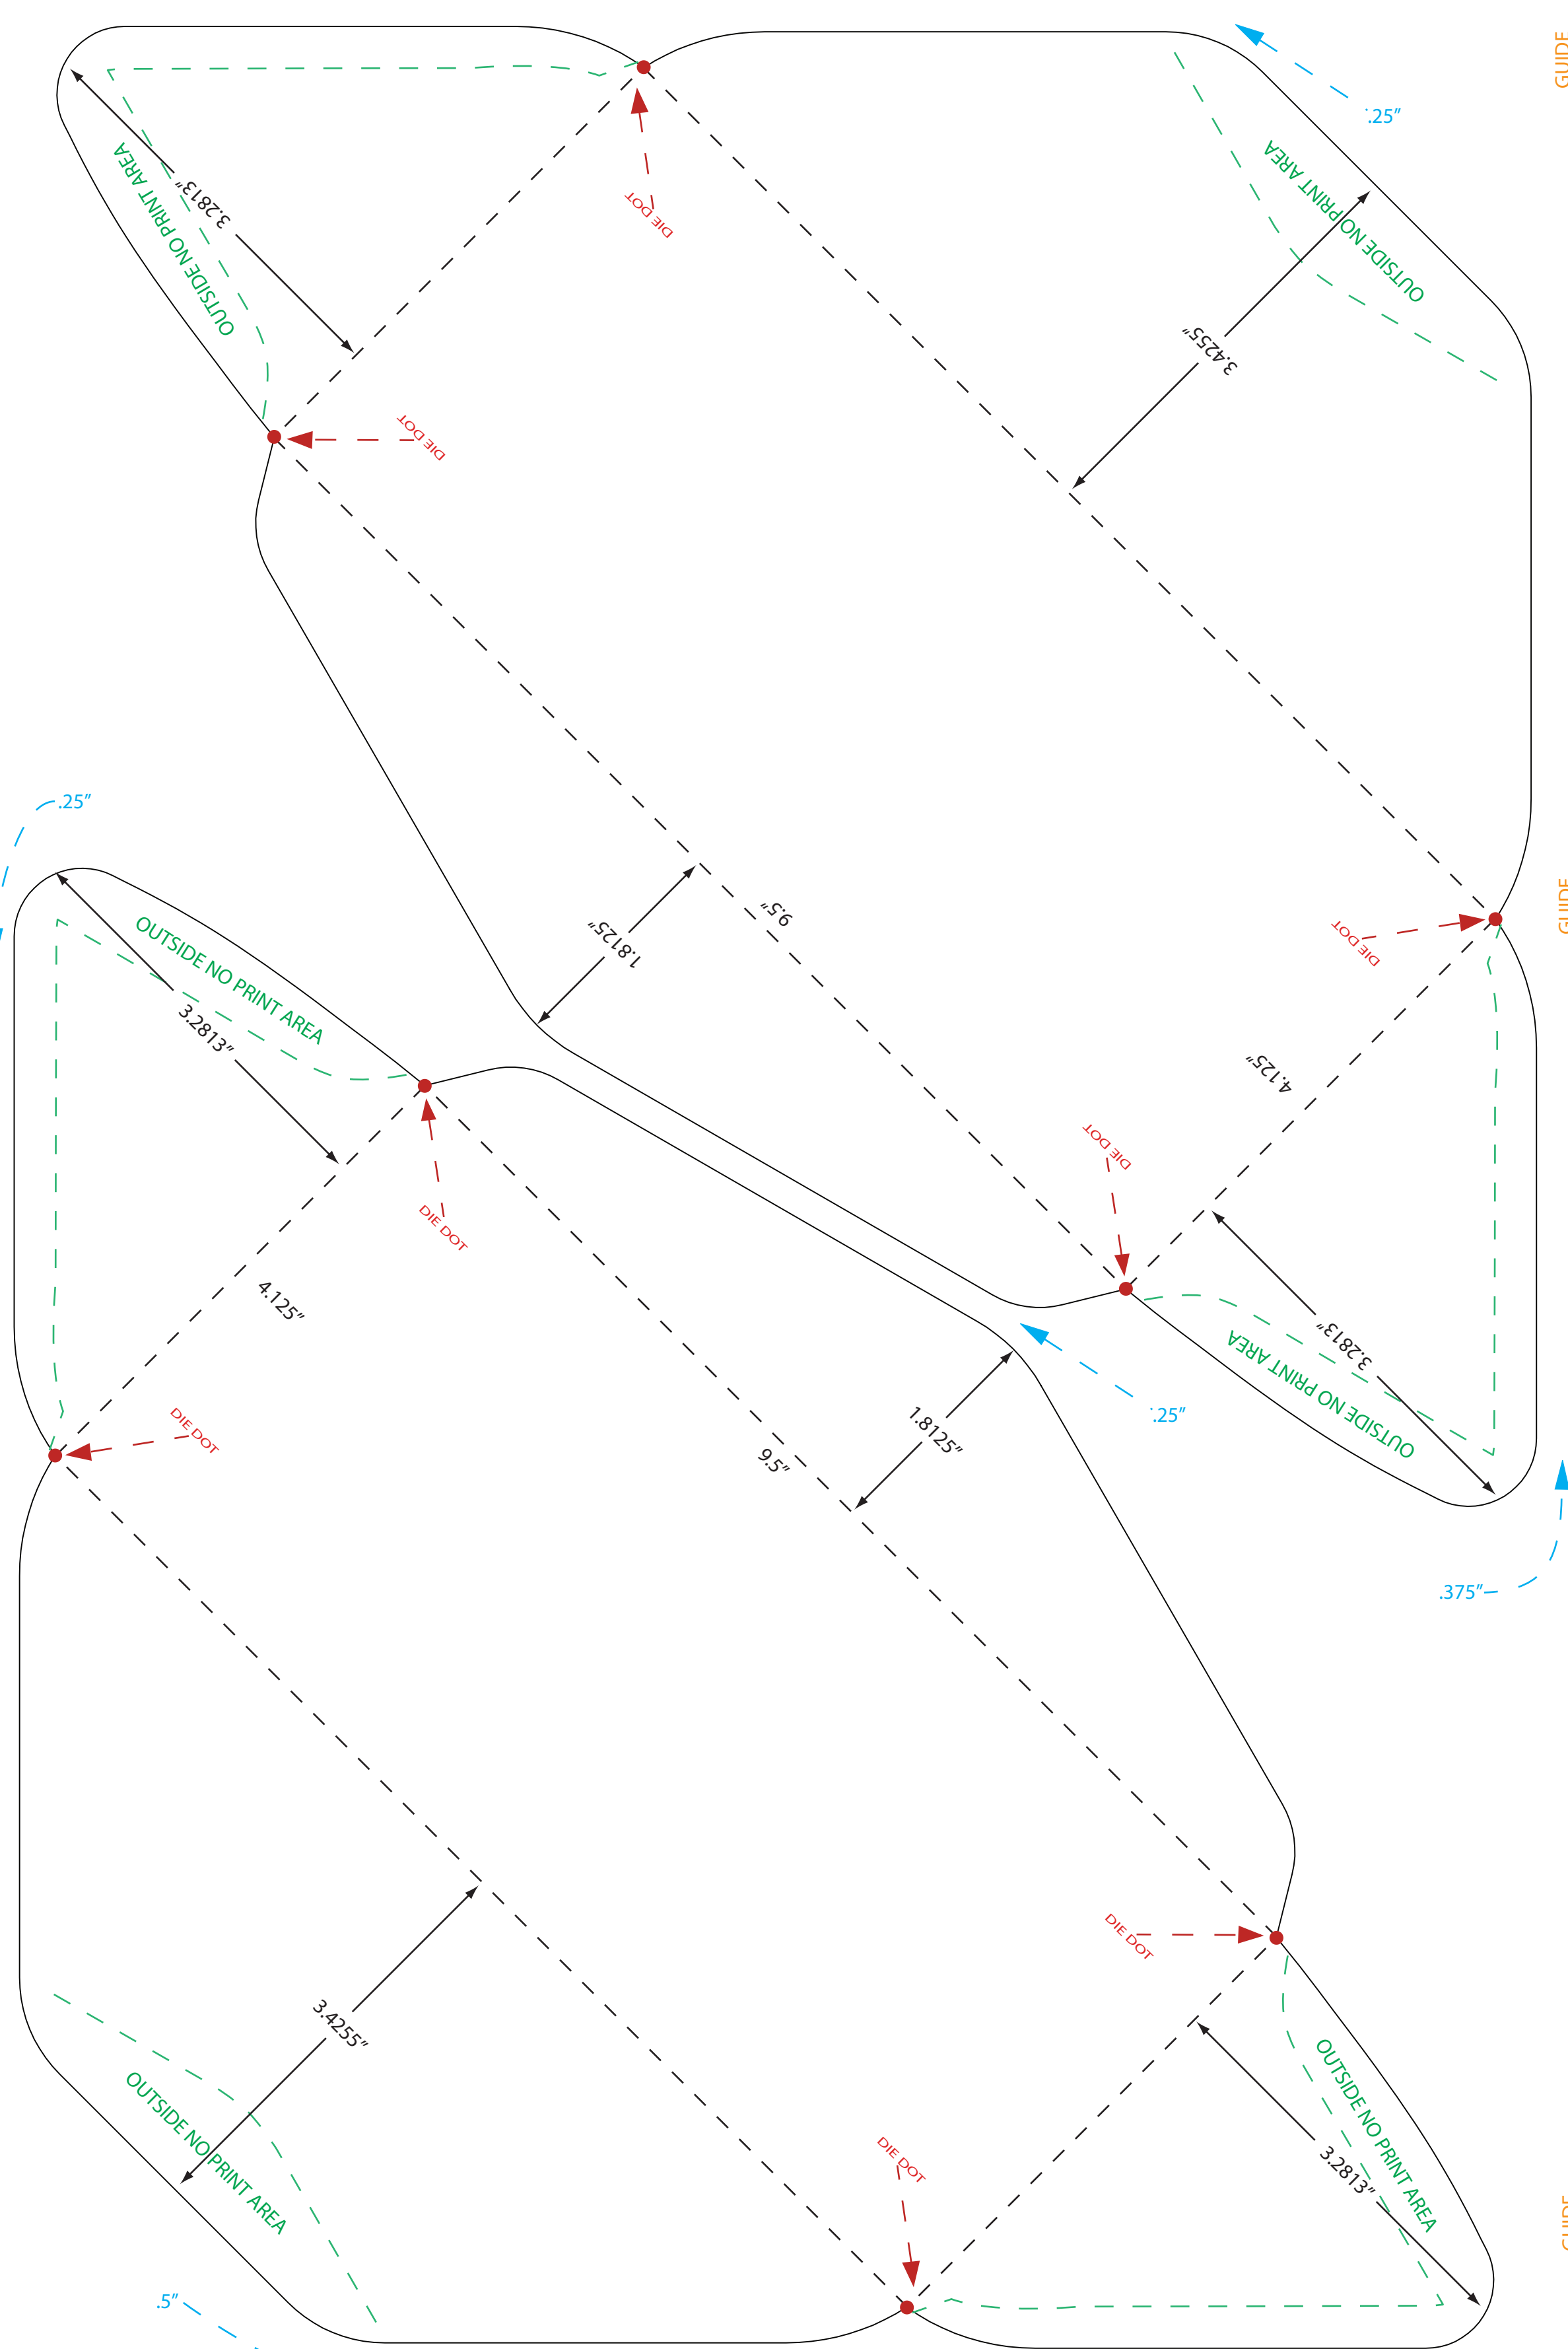 GUIDE
.25”
OUTSIDE NO PRINT AREA
3.2813”
DIE DOT
OUTSIDE NO PRINT AREA
3.4255”
DIE DOT
.25”
9.5”
1.8125”
DIE DOT
GUIDE
OUTSIDE NO PRINT AREA
3.2813”
4.125”
DIE DOT
DIE DOT
4.125”
3.2813”
OUTSIDE NO PRINT AREA
DIE DOT
.25”
1.8125”
9.5”
.375”
DIE DOT
3.4255”
OUTSIDE NO PRINT AREA
DIE DOT
OUTSIDE NO PRINT AREA
3.2813”
GUIDE
.5”